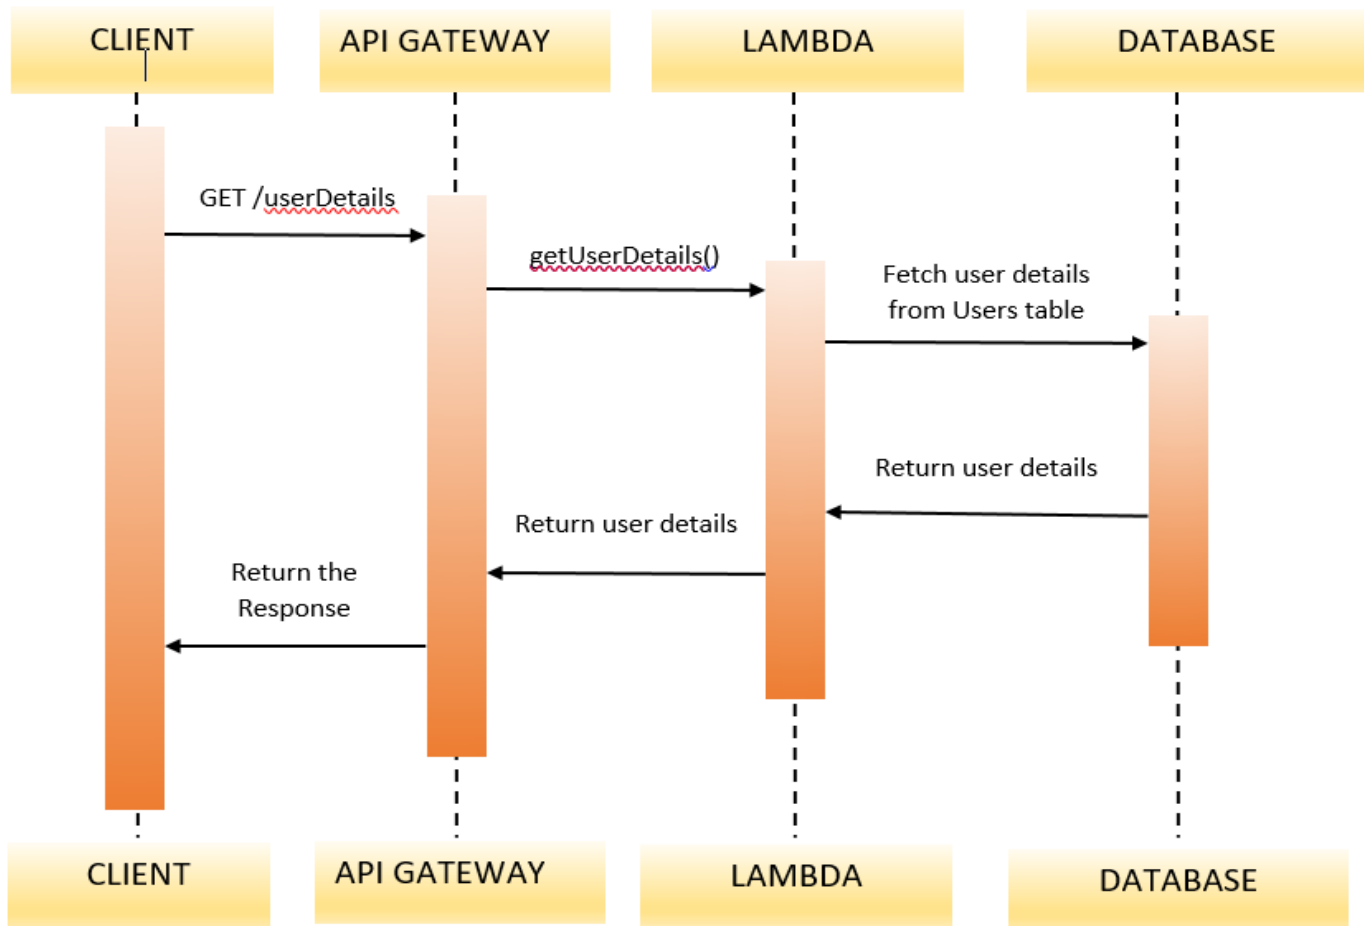 CLIENT
API GATEWAY
LAMBDA
DATABASE
GET /userDetails
getUserDetails()
Fetch user details
from Users table
Return user details
Return user details
Return the
Response
CLIENT
API GATEWAY
LAMBDA
DATABASE